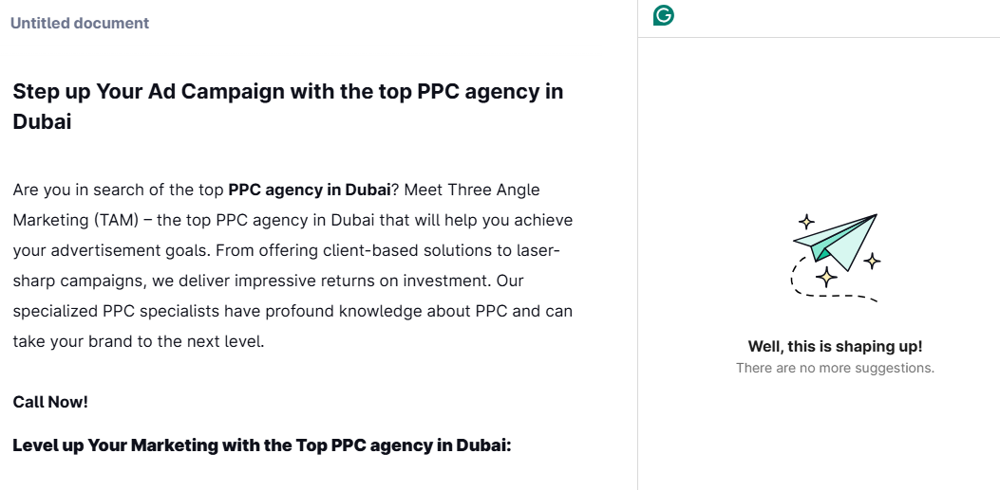 Untitled document
Step up Your Ad Campaign with the top PPC agency in
Dubai
Are you in search of the top PPC agency in Dubai? Meet Three Angle
Marketing (TAM) – the top PPC agency in Dubai that will help you achieve
your advertisement goals. From offering client-based solutions to laser-
sharp campaigns, we deliver impressive returns on investment. Our
specialized PPC specialists have profound knowledge about PPC and can
take your brand to the next level.
Call Now!
Level up Your Marketing with the Top PPC agency in Dubai:
G
Well, this is shaping up!
There are no more suggestions.